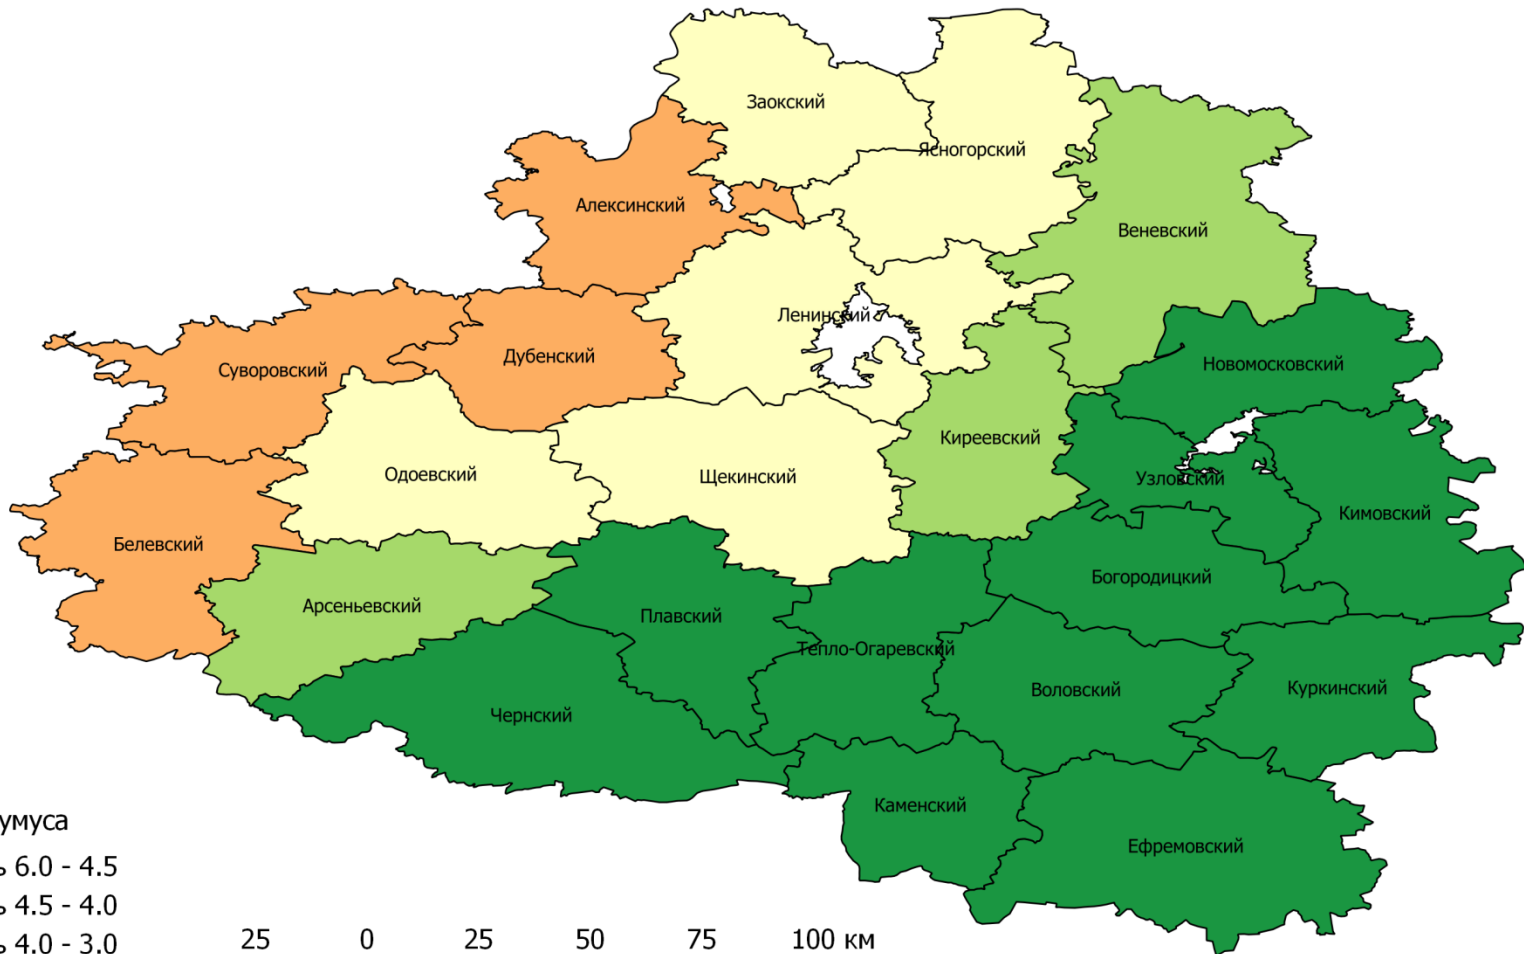 Заокский
Ясногорский
Алексинский
Веневский
Ленинский
Суворовский
Дубенский
Новомосковский
Киреевский
Одоевский
Щекинский
Узловский
Кимовский
Белевский
Богородицкий
Арсеньевский
Плавский
Тепло-Огаревский
Воловский
Куркинский
Чернский
Каменский
Ефремовский
умуса
ь 6.0 - 4.5
ь 4.5 - 4.0
ь 4.0 - 3.0
25 0 25 50 75 100 км